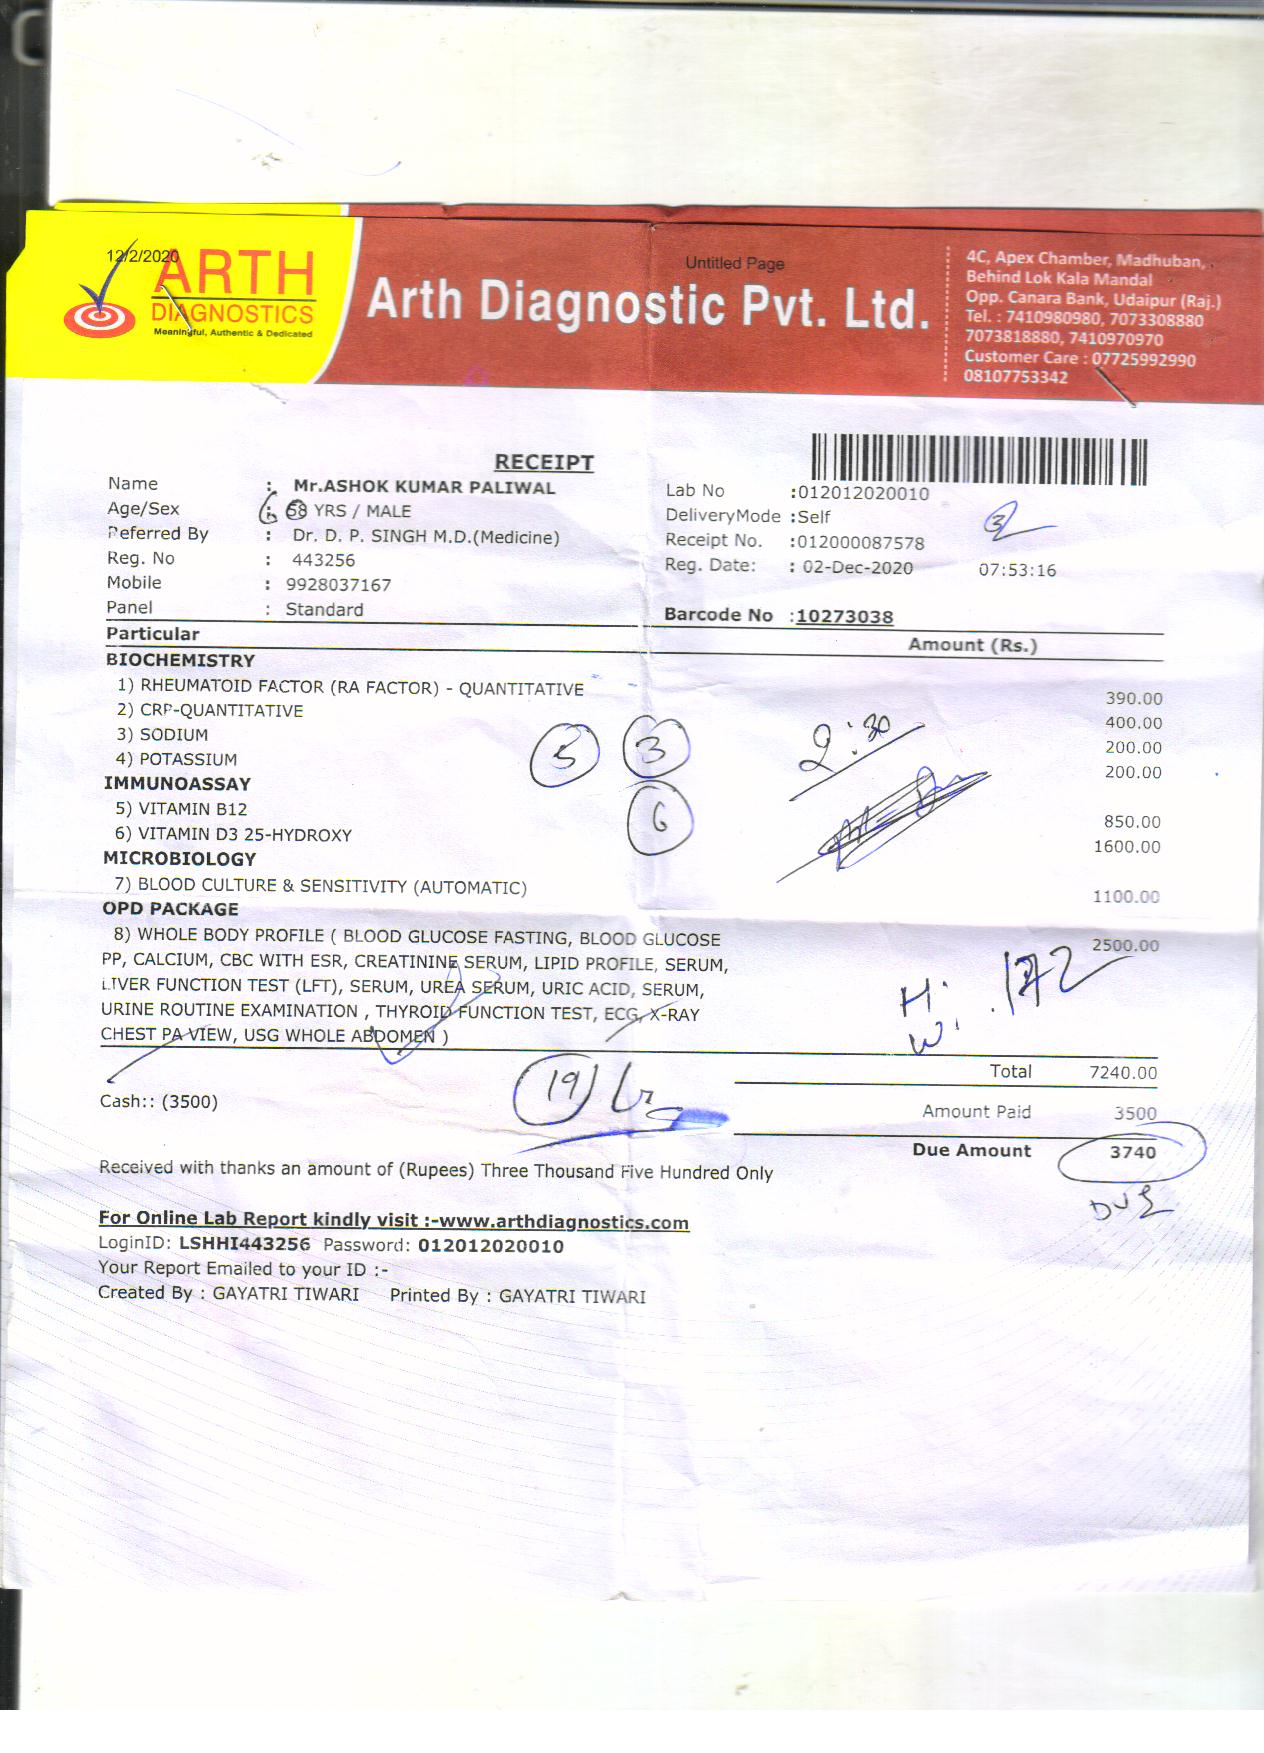 12/2/2020
Untitled Page
ARTH
DIAGNOSTICS
Meaningful, Authentic & Dedicated
Arth Diagnostic Pvt. Ltd.
4C, Apex Chamber, Madhuban,
Behind Lok Kala Mandal
Opp. Canara Bank, Udaipur (Raj.)
Tel. : 7410980980, 7073308880
7073818880, 7410970970
Customer Care : 07725992990
08107753342
RECEIPT
Name : Mr.ASHOK KUMAR PALIWAL
Age/Sex : YRS / MALE
Referred By : Dr. D. P. SINGH M.D.(Medicine)
Reg. No : 443256
Mobile : 9928037167
Panel : Standard
Lab No :012012020010
DeliveryMode :Self
Receipt No. :012000087578
Reg. Date: : 02-Dec-2020 07:53:16
Barcode No :10273038
Particular Amount (Rs.)
BIOCHEMISTRY
1) RHEUMATOID FACTOR (RA FACTOR) - QUANTITATIVE 390.00
2) CRP-QUANTITATIVE 400.00
3) SODIUM 200.00
4) POTASSIUM 200.00
5 3 2:30
IMMUNOASSAY
5) VITAMIN B12 850.00
6
6) VITAMIN D3 25-HYDROXY 1600.00
MICROBIOLOGY
7) BLOOD CULTURE & SENSITIVITY (AUTOMATIC) 1100.00
OPD PACKAGE
8) WHOLE BODY PROFILE ( BLOOD GLUCOSE FASTING, BLOOD GLUCOSE 2500.00
PP, CALCIUM, CBC WITH ESR, CREATININE SERUM, LIPID PROFILE, SERUM,
LIVER FUNCTION TEST (LFT), SERUM, UREA SERUM, URIC ACID, SERUM,
URINE ROUTINE EXAMINATION , THYROID FUNCTION TEST, ECG, X-RAY
CHEST PA VIEW, USG WHOLE ABDOMEN )
H: 172
W:
Total 7240.00
Cash:: (3500)
19
Amount Paid 3500
Due Amount 3740
DUE
Received with thanks an amount of (Rupees) Three Thousand Five Hundred Only
For Online Lab Report kindly visit :-www.arthdiagnostics.com
LoginID: LSHHI443256 Password: 012012020010
Your Report Emailed to your ID :-
Created By : GAYATRI TIWARI Printed By : GAYATRI TIWARI